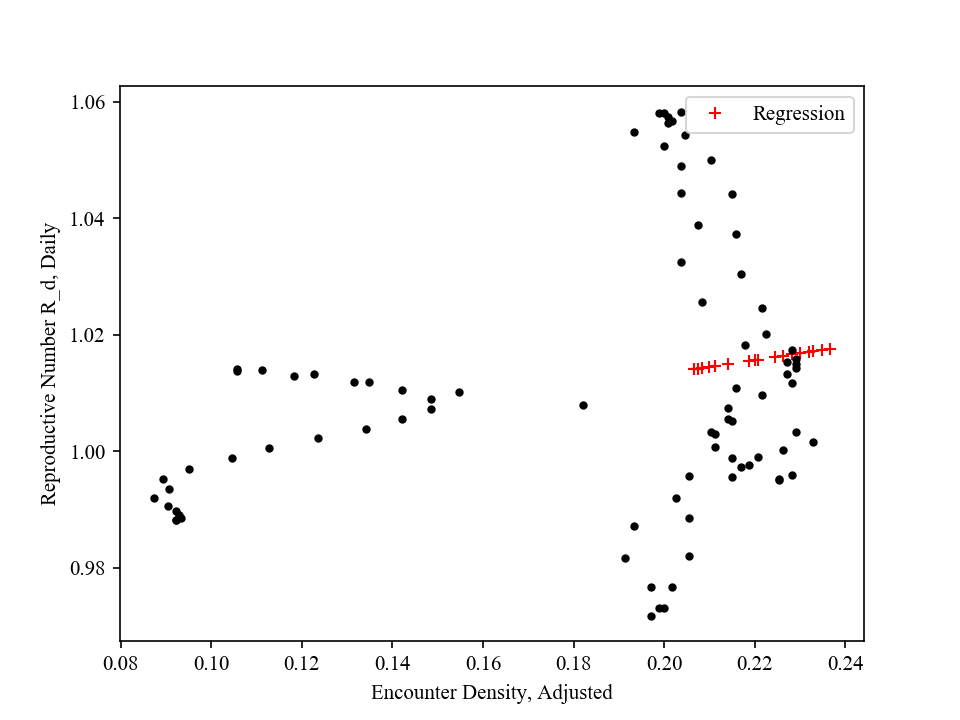 1.06
1.04
1.02
1.00
0.98
0.08 0.10 0.12 0.14 0.16 0.18 0.20 0.22 0.24
Reproductive Number R_d, Daily
Encounter Density, Adjusted
Regression